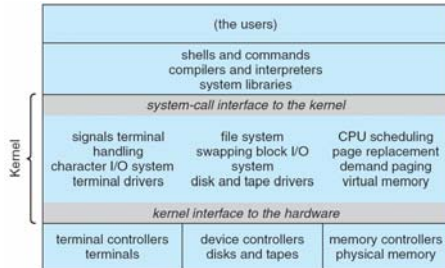 (the users)
shells and commands
compilers and interpreters
system libraries
system-call interface to the kernel
Kernel
signals terminal
handling
character I/O system
terminal drivers
file system
swapping block I/O
system
disk and tape drivers
CPU scheduling
page replacement
demand paging
virtual memory
kernel interface to the hardware
terminal controllers
terminals
device controllers
disks and tapes
memory controllers
physical memory